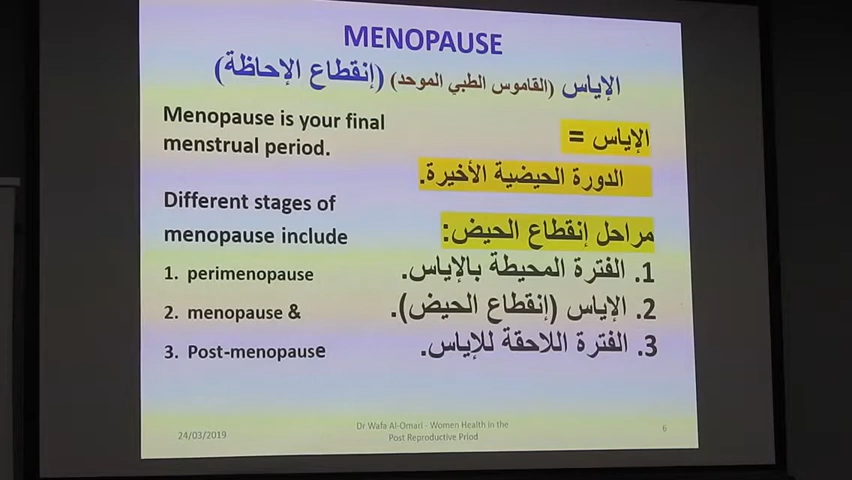 MENOPAUSE
الإياس (القاموس الطبي الموحد) (إنقطاع الإحاظة)
Menopause is your final
menstrual period.
الإياس =
الدورة الحيضية الأخيرة.
Different stages of
menopause include
1. perimenopause
2. menopause &
3. Post-menopause
مراحل إنقطاع الحيض:
1. الفترة المحيطة بالإياس.
2. الإياس (إنقطاع الحيض).
3. الفترة اللاحقة للإياس.
24/03/2019
Dr Wafa Al-Omari - Women Health in the
Post Reproductive Priod
6